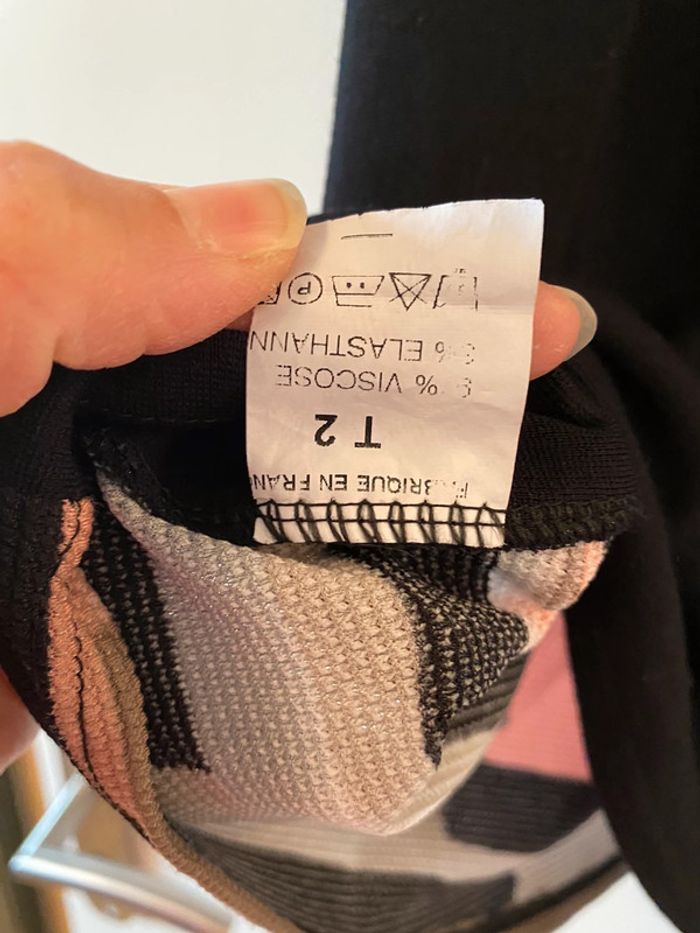 BRIQUE EN FRAN
T 2
% VISCOSE
% ELASTHANN
P